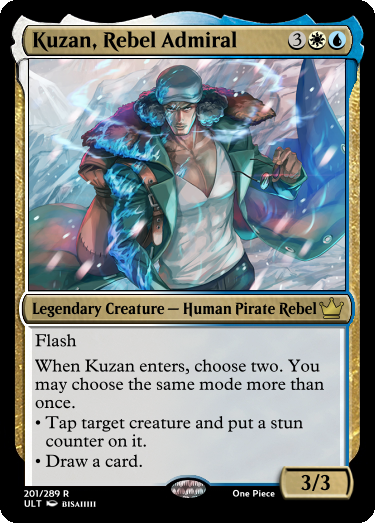 Kuzan, Rebel Admiral 3
Legendary Creature — Human Pirate Rebel
Flash
When Kuzan enters, choose two. You
may choose the same mode more than
once.
• Tap target creature and put a stun
counter on it.
• Draw a card.
3/3
201/289 R
ULT BISAIIIII
One Piece